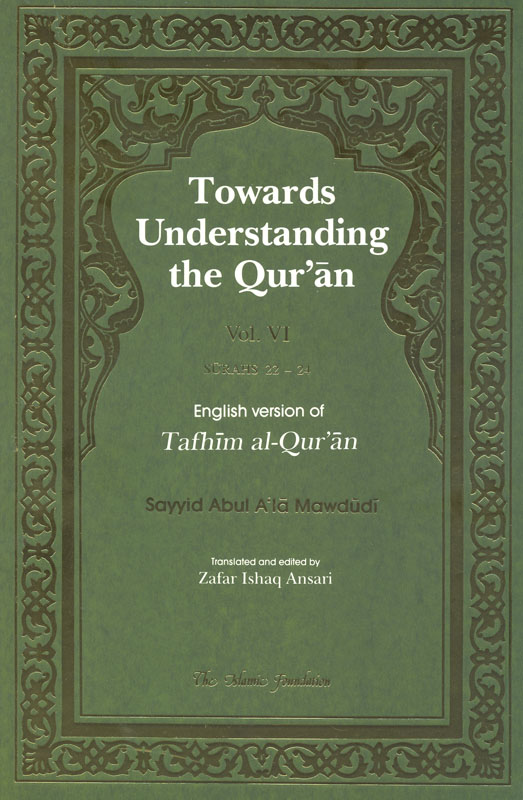 Towards
Understanding
the Qur'ān
Vol. VI
SŪRAHS 22 – 24
English version of
Tafhīm al-Qur'ān
Sayyid Abul A'lā Mawdūdī
Translated and edited by
Zafar Ishaq Ansari
The Islamic Foundation